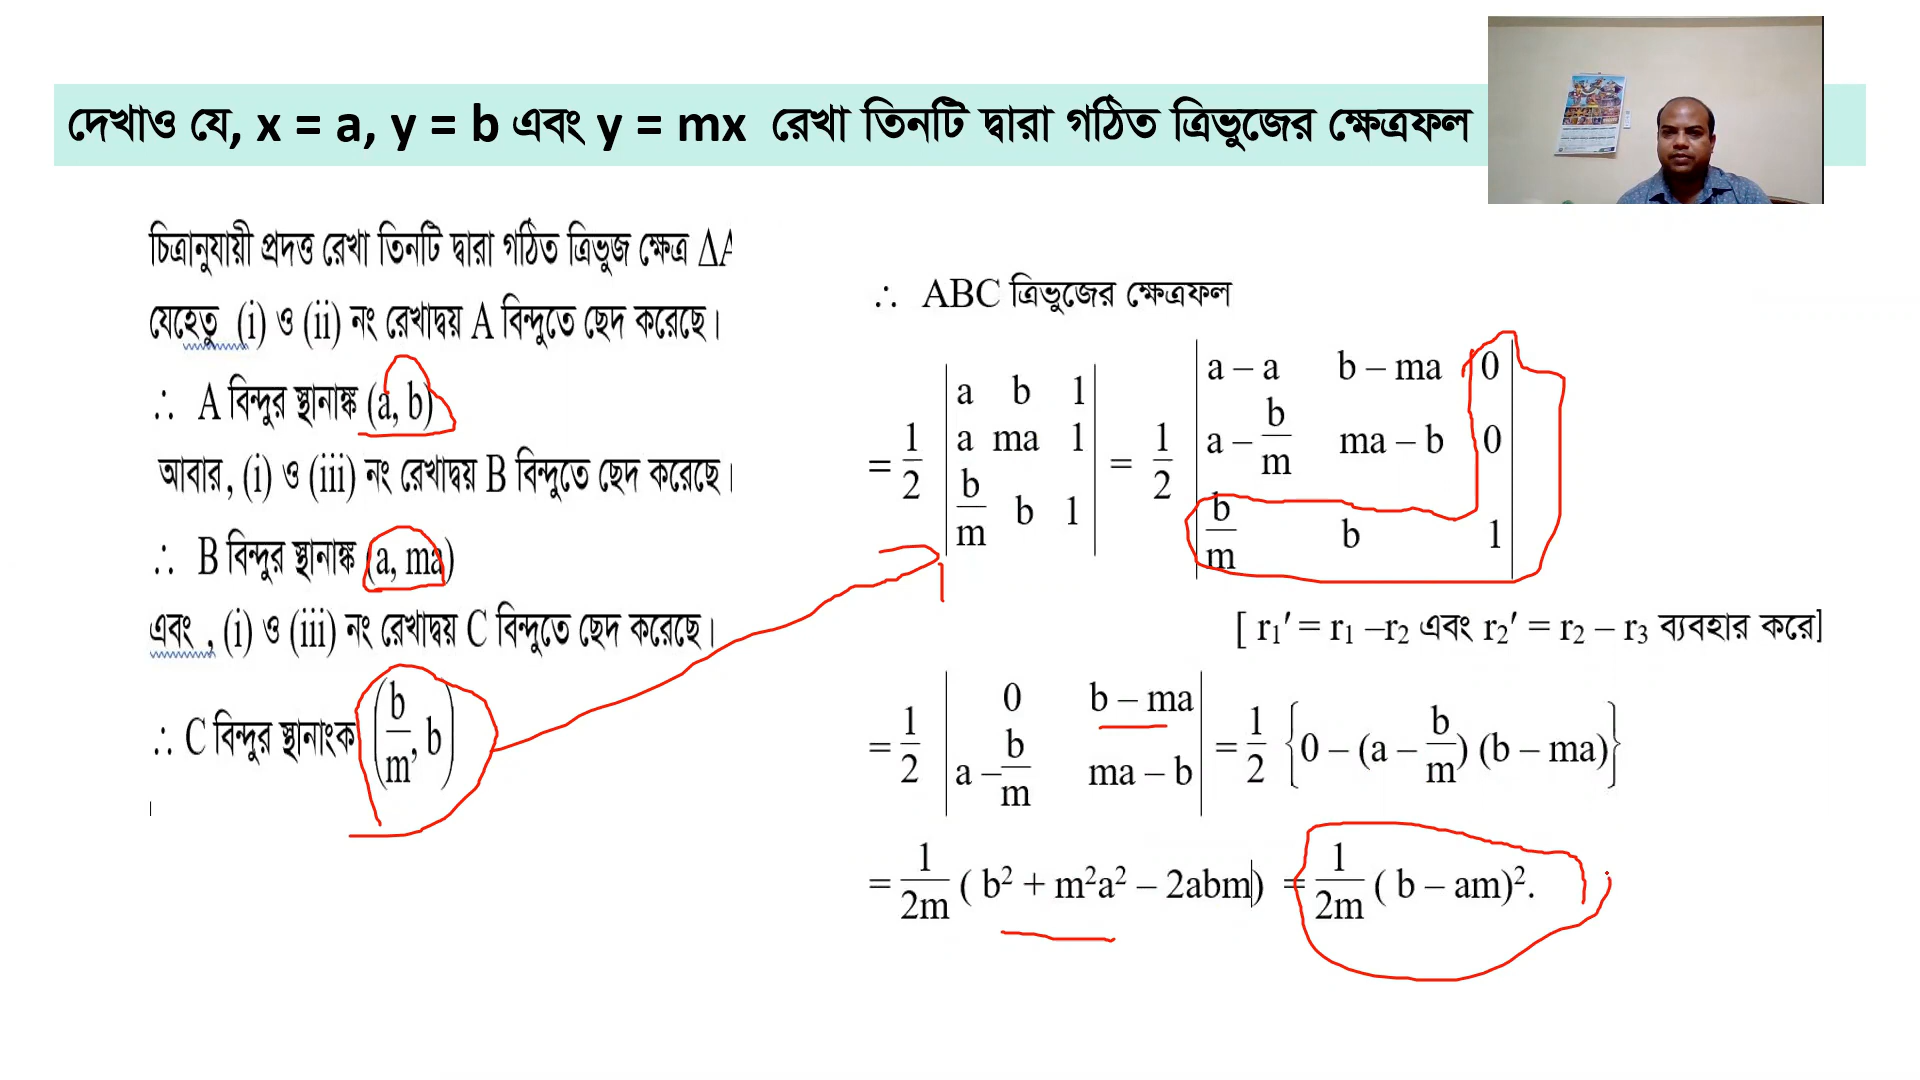 দেখাও যে, x = a, y = b এবং y = mx রেখা তিনটি দ্বারা গঠিত ত্রিভুজের ক্ষেত্রফল
চিত্রানুযায়ী প্রদত্ত রেখা তিনটি দ্বারা গঠিত ত্রিভুজ ক্ষেত্র ΔA
যেহেতু (i) ও (ii) নং রেখাদ্বয় A বিন্দুতে ছেদ করেছে।
∴ A বিন্দুর স্থানাঙ্ক (a, b)
আবার, (i) ও (iii) নং রেখাদ্বয় B বিন্দুতে ছেদ করেছে।
∴ B বিন্দুর স্থানাঙ্ক (a, ma)
এবং , (i) ও (iii) নং রেখাদ্বয় C বিন্দুতে ছেদ করেছে।
∴ C বিন্দুর স্থানাংক (b/m, b)
∴ ABC ত্রিভুজের ক্ষেত্রফল
= 1/2 | a b 1 | = 1/2 | a – a b – ma 0 |
| a ma 1 | | a – b/m ma – b 0 |
| b/m b 1 | | b/m b 1 |
[ r₁′ = r₁ –r₂ এবং r₂′ = r₂ – r₃ ব্যবহার করে]
= 1/2 | 0 b – ma | = 1/2 {0 – (a – b/m) (b – ma)}
| a – b/m ma – b |
= 1/2m ( b² + m²a² – 2abm) = 1/2m ( b – am)².